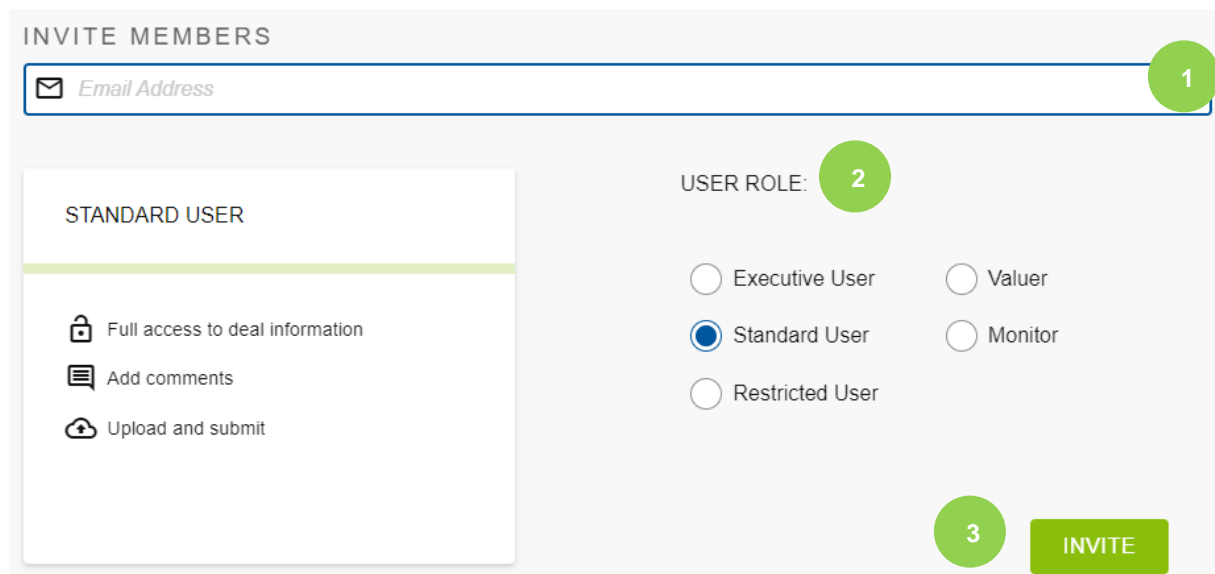 INVITE MEMBERS
Email Address
1
STANDARD USER
Full access to deal information
Add comments
Upload and submit
USER ROLE:
2
Executive User
Valuer
Standard User
Monitor
Restricted User
3
INVITE